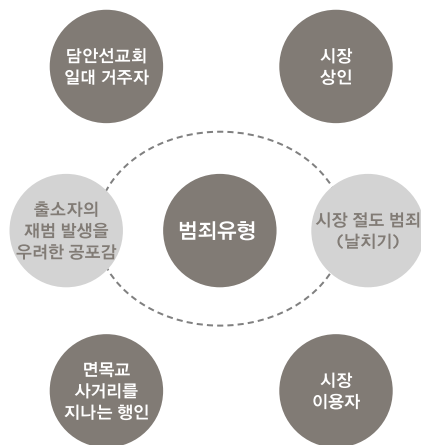 담안선교회
일대 거주자
시장
상인
출소자의
재범 발생을
우려한 공포감
범죄유형
시장 절도 범죄
(날치기)
면목교
사거리를
지나는 행인
시장
이용자